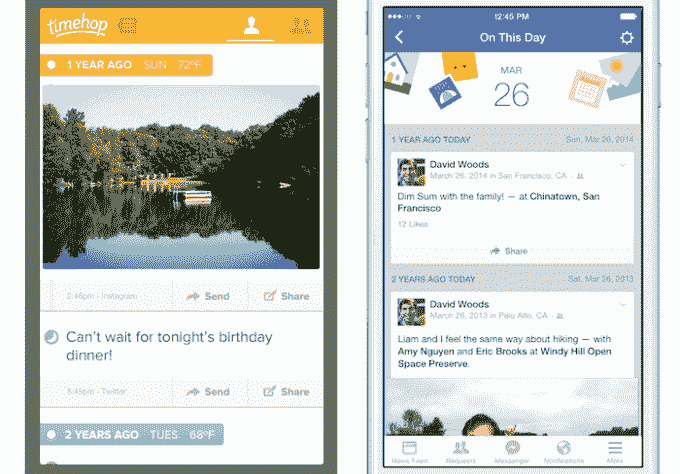 timehop
1 YEAR AGO SUN 72°F
2:46pm - Instagram
Send
Share
Can't wait for tonight's birthday
dinner!
5:45pm - Twitter
Send
Share
2 YEARS AGO TUES 68°F
12:45 PM
On This Day
MAR
26
1 YEAR AGO TODAY
Sun, Mar 26, 2014
David Woods
March 26, 2014 in San Francisco, CA ·
Dim Sum with the family! — at Chinatown, San
Francisco
12 Likes
Share
2 YEARS AGO TODAY
Sat, Mar 26, 2013
David Woods
March 26, 2013 in Palo Alto, CA ·
Liam and I feel the same way about hiking — with
Amy Nguyen and Eric Brooks at Windy Hill Open
Space Preserve.
News Feed
Requests
Messenger
Notifications
More